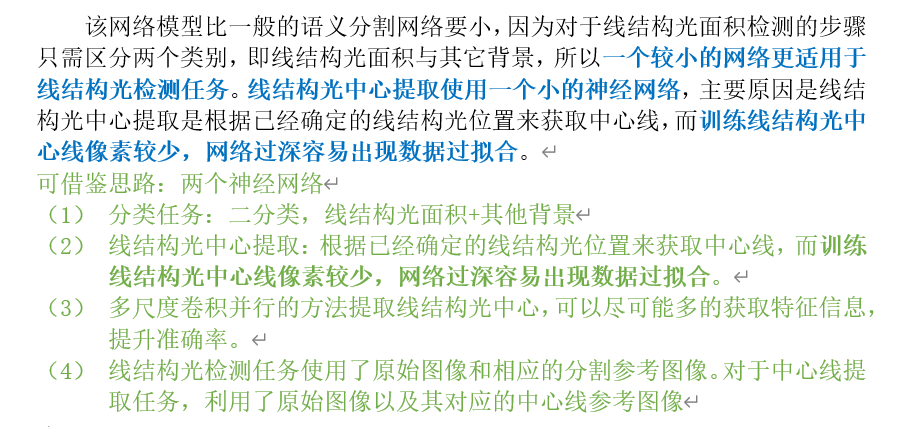 该网络模型比一般的语义分割网络要小，因为对于线结构光面积检测的步骤
只需区分两个类别，即线结构光面积与其它背景，所以一个较小的网络更适用于
线结构光检测任务。线结构光中心提取使用一个小的神经网络，主要原因是线结
构光中心提取是根据已经确定的线结构光位置来获取中心线，而训练线结构光中
心线像素较少，网络过深容易出现数据过拟合。
可借鉴思路：两个神经网络
（1） 分类任务：二分类，线结构光面积+其他背景
（2） 线结构光中心提取：根据已经确定的线结构光位置来获取中心线，而训练
线结构光中心线像素较少，网络过深容易出现数据过拟合。
（3） 多尺度卷积并行的方法提取线结构光中心，可以尽可能多的获取特征信息，
提升准确率。
（4） 线结构光检测任务使用了原始图像和相应的分割参考图像。对于中心线提
取任务，利用了原始图像以及其对应的中心线参考图像